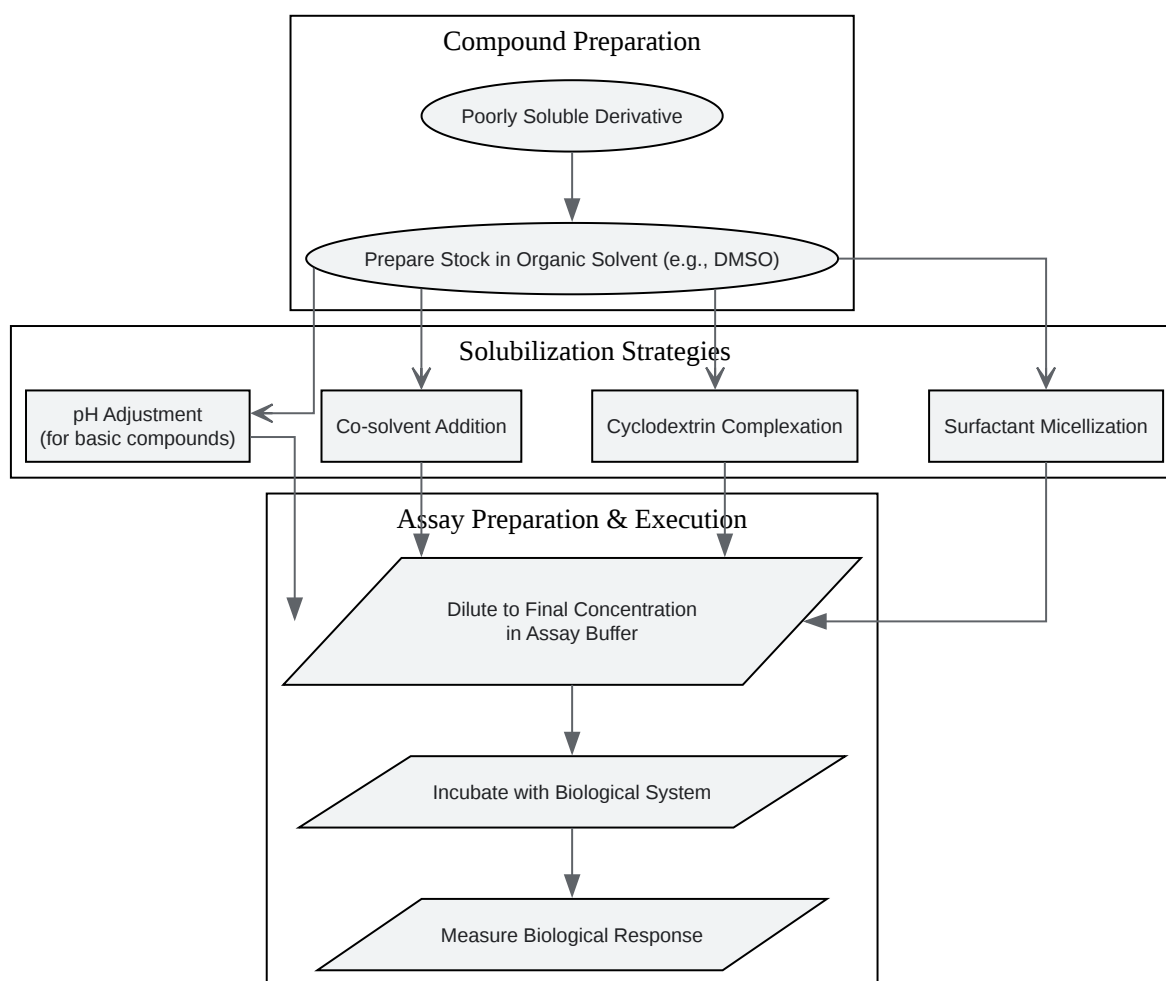 Compound Preparation
Poorly Soluble Derivative
Prepare Stock in Organic Solvent (e.g., DMSO)
Solubilization Strategies
pH Adjustment
(for basic compounds)
Co-solvent Addition
Cyclodextrin Complexation
Surfactant Micellization
Assay Preparation & Execution
Dilute to Final Concentration
in Assay Buffer
Incubate with Biological System
Measure Biological Response